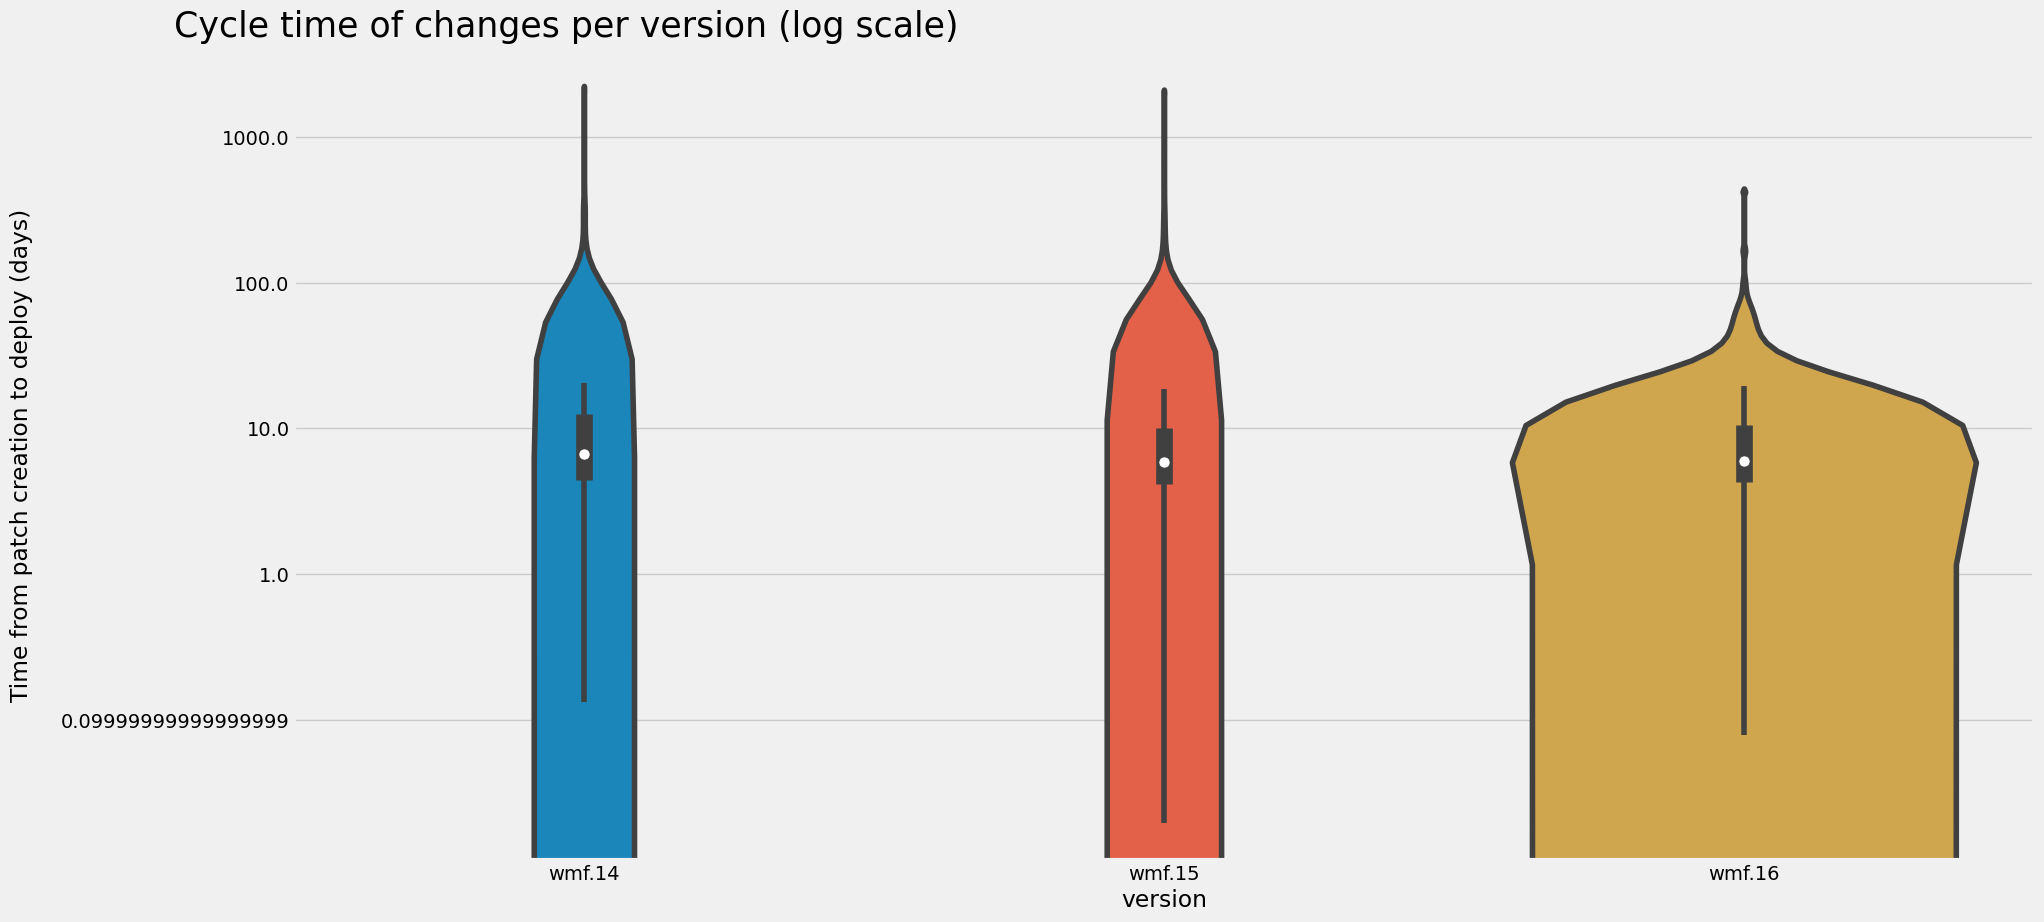 Cycle time of changes per version (log scale)
Time from patch creation to deploy (days)
1000.0
100.0
10.0
1.0
0.09999999999999999
wmf.14
wmf.15
wmf.16
version